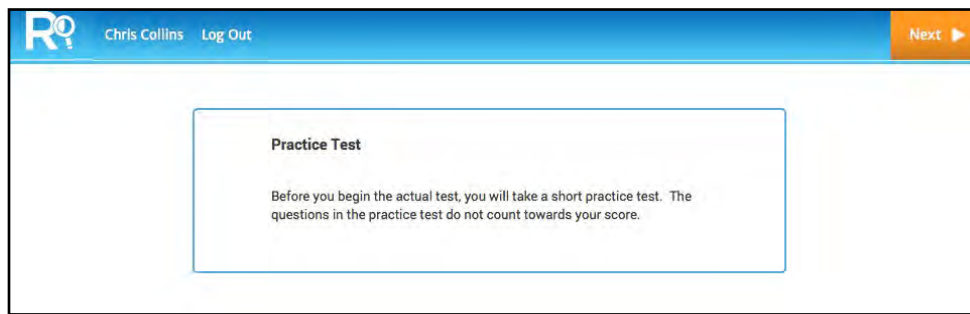 RI
Chris Collins Log Out
Next
Practice Test
Before you begin the actual test, you will take a short practice test. The
questions in the practice test do not count towards your score.